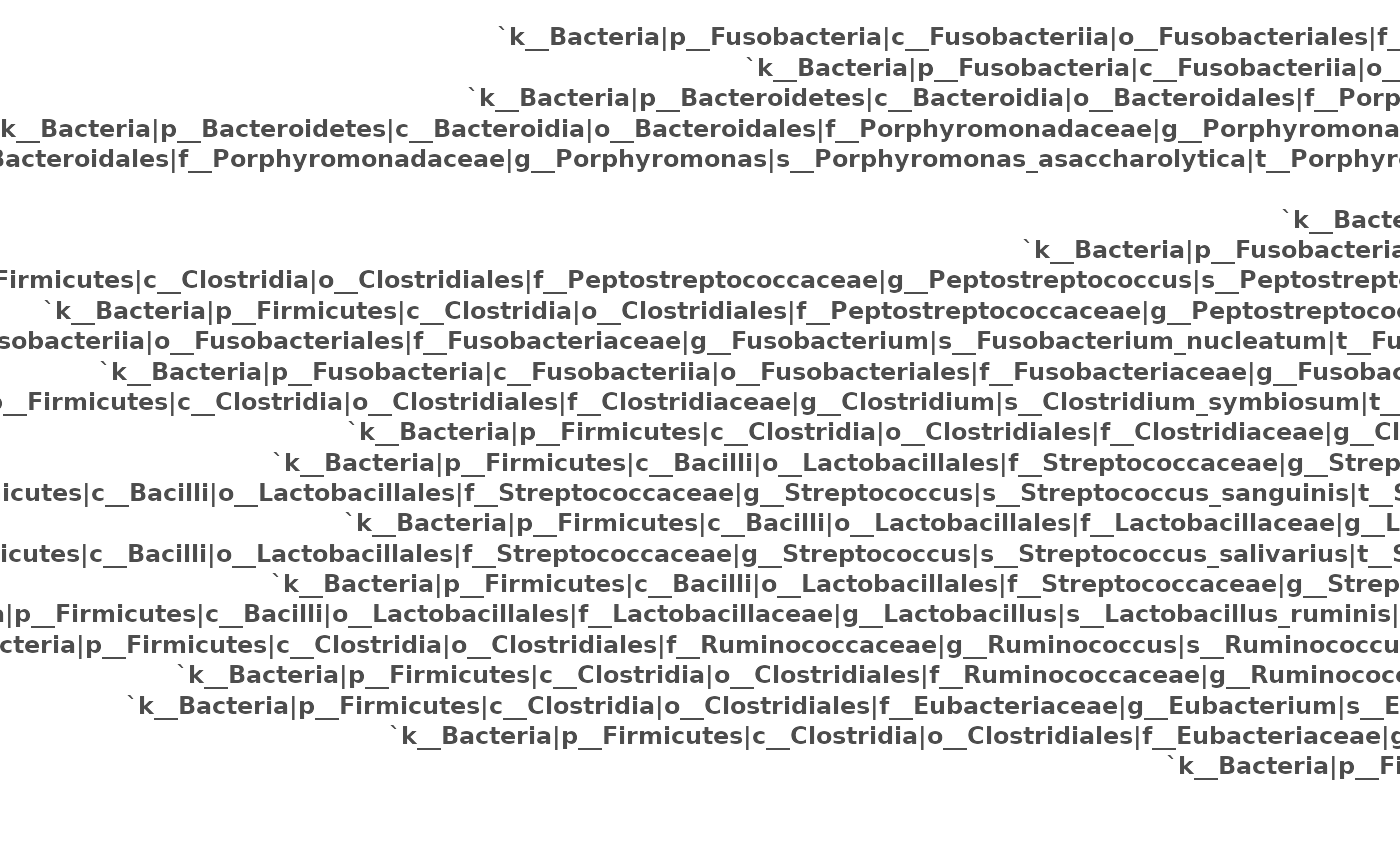 `k__Bacteria|p__Fusobacteria|c__Fusobacteriia|o__Fusobacteriales|f_
`k__Bacteria|p__Fusobacteria|c__Fusobacteriia|o_
`k__Bacteria|p__Bacteroidetes|c__Bacteroidia|o__Bacteroidales|f__Porp
k__Bacteria|p__Bacteroidetes|c__Bacteroidia|o__Bacteroidales|f__Porphyromonadaceae|g__Porphyromona
Bacteroidales|f__Porphyromonadaceae|g__Porphyromonas|s__Porphyromonas_asaccharolytica|t__Porphyr
`k__Bacte
`k__Bacteria|p__Fusobacteria
Firmicutes|c__Clostridia|o__Clostridiales|f__Peptostreptococcaceae|g__Peptostreptococcus|s__Peptostrept
`k__Bacteria|p__Firmicutes|c__Clostridia|o__Clostridiales|f__Peptostreptococcaceae|g__Peptostreptoco
sobacteriia|o__Fusobacteriales|f__Fusobacteriaceae|g__Fusobacterium|s__Fusobacterium_nucleatum|t__Fu
`k__Bacteria|p__Fusobacteria|c__Fusobacteriia|o__Fusobacteriales|f__Fusobacteriaceae|g__Fusobac
__Firmicutes|c__Clostridia|o__Clostridiales|f__Clostridiaceae|g__Clostridium|s__Clostridium_symbiosum|t_
`k__Bacteria|p__Firmicutes|c__Clostridia|o__Clostridiales|f__Clostridiaceae|g__Cl
`k__Bacteria|p__Firmicutes|c__Bacilli|o__Lactobacillales|f__Streptococcaceae|g__Strep
icutes|c__Bacilli|o__Lactobacillales|f__Streptococcaceae|g__Streptococcus|s__Streptococcus_sanguinis|t__S
`k__Bacteria|p__Firmicutes|c__Bacilli|o__Lactobacillales|f__Lactobacillaceae|g__L
icutes|c__Bacilli|o__Lactobacillales|f__Streptococcaceae|g__Streptococcus|s__Streptococcus_salivarius|t__S
`k__Bacteria|p__Firmicutes|c__Bacilli|o__Lactobacillales|f__Streptococcaceae|g__Strep
|p__Firmicutes|c__Bacilli|o__Lactobacillales|f__Lactobacillaceae|g__Lactobacillus|s__Lactobacillus_ruminis|
cteria|p__Firmicutes|c__Clostridia|o__Clostridiales|f__Ruminococcaceae|g__Ruminococcus|s__Ruminococcu
`k__Bacteria|p__Firmicutes|c__Clostridia|o__Clostridiales|f__Ruminococcaceae|g__Ruminococc
`k__Bacteria|p__Firmicutes|c__Clostridia|o__Clostridiales|f__Eubacteriaceae|g__Eubacterium|s__E
`k__Bacteria|p__Firmicutes|c__Clostridia|o__Clostridiales|f__Eubacteriaceae|g
`k__Bacteria|p__Fi